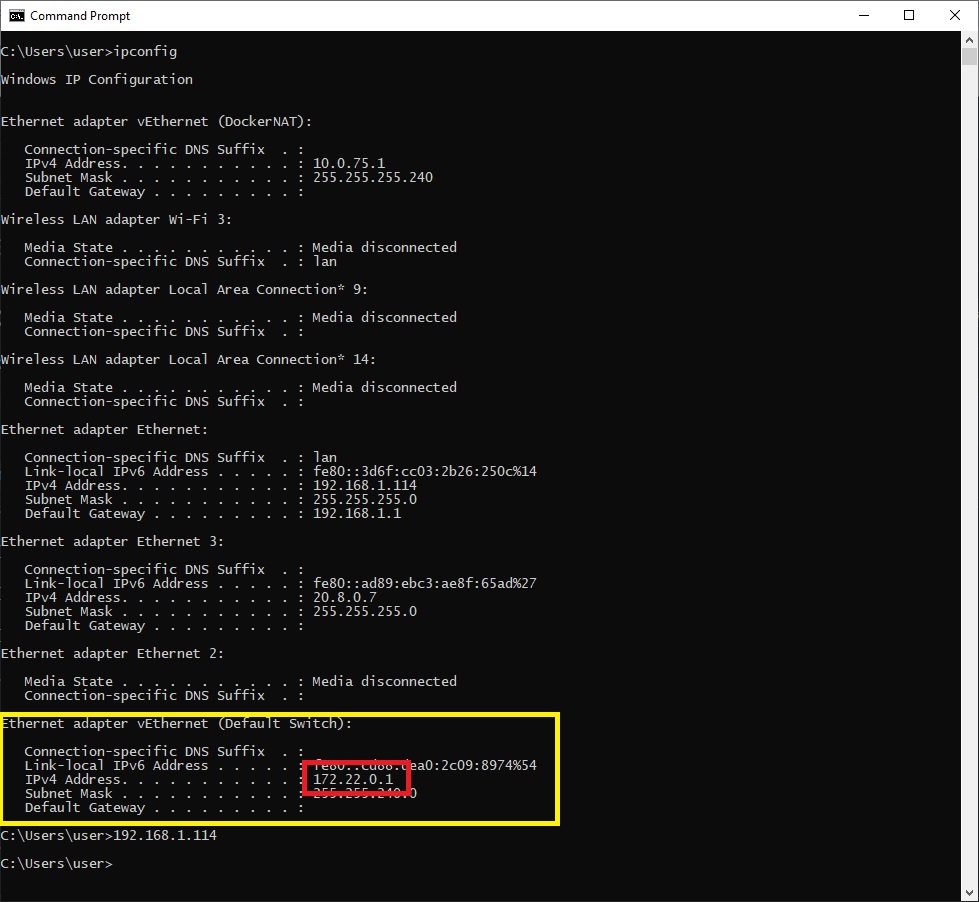 Command Prompt
C:\Users\user>ipconfig
Windows IP Configuration
Ethernet adapter vEthernet (DockerNAT):
Connection-specific DNS Suffix . :
IPv4 Address. . . . . . . . . . . : 10.0.75.1
Subnet Mask . . . . . . . . . . . : 255.255.255.240
Default Gateway . . . . . . . . . :
Wireless LAN adapter Wi-Fi 3:
Media State . . . . . . . . . . . : Media disconnected
Connection-specific DNS Suffix . : lan
Wireless LAN adapter Local Area Connection* 9:
Media State . . . . . . . . . . . : Media disconnected
Connection-specific DNS Suffix . :
Wireless LAN adapter Local Area Connection* 14:
Media State . . . . . . . . . . . : Media disconnected
Connection-specific DNS Suffix . :
Ethernet adapter Ethernet:
Connection-specific DNS Suffix . : lan
Link-local IPv6 Address . . . . . : fe80::3d6f:cc03:2b26:250c%14
IPv4 Address. . . . . . . . . . . : 192.168.1.114
Subnet Mask . . . . . . . . . . . : 255.255.255.0
Default Gateway . . . . . . . . . : 192.168.1.1
Ethernet adapter Ethernet 3:
Connection-specific DNS Suffix . :
Link-local IPv6 Address . . . . . : fe80::ad89:ebc3:ae8f:65ad%27
IPv4 Address. . . . . . . . . . . : 20.8.0.7
Subnet Mask . . . . . . . . . . . : 255.255.255.0
Default Gateway . . . . . . . . . :
Ethernet adapter Ethernet 2:
Media State . . . . . . . . . . . : Media disconnected
Connection-specific DNS Suffix . :
Ethernet adapter vEthernet (Default Switch):
Connection-specific DNS Suffix . :
Link-local IPv6 Address . . . . . : fe80::cd88:dea0:2c09:8974%54
IPv4 Address. . . . . . . . . . . : 172.22.0.1
Subnet Mask . . . . . . . . . . . : 255.255.240.0
Default Gateway . . . . . . . . . :
C:\Users\user>192.168.1.114
C:\Users\user>